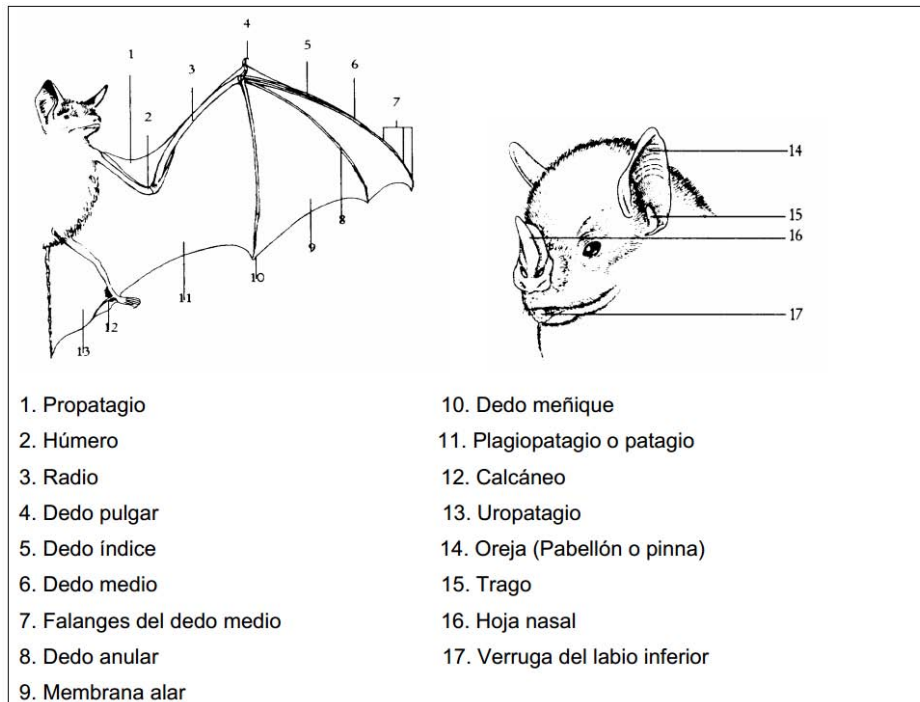 4
1
5
3
6
7
2
14
15
16
8
9
10
11
17
12
13
1. Propatagio
2. Húmero
3. Radio
4. Dedo pulgar
5. Dedo índice
6. Dedo medio
7. Falanges del dedo medio
8. Dedo anular
9. Membrana alar
10. Dedo meñique
11. Plagiopatagio o patagio
12. Calcáneo
13. Uropatagio
14. Oreja (Pabellón o pinna)
15. Trago
16. Hoja nasal
17. Verruga del labio inferior